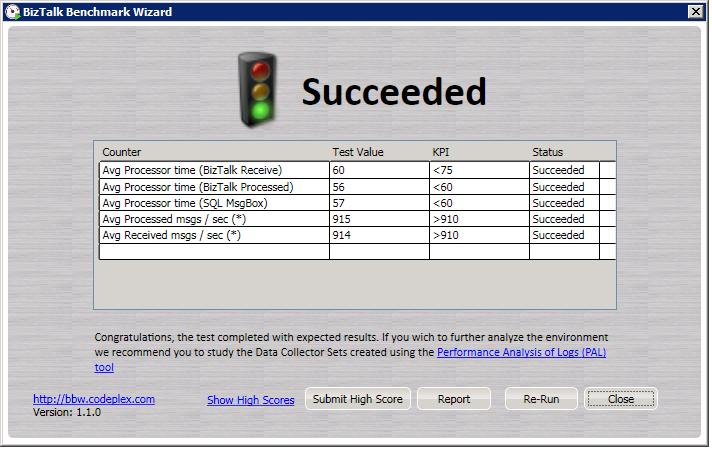 BizTalk Benchmark Wizard
Succeeded
Counter Test Value KPI Status
Avg Processor time (BizTalk Receive) 60 <75 Succeeded
Avg Processor time (BizTalk Processed) 56 <60 Succeeded
Avg Processor time (SQL MsgBox) 57 <60 Succeeded
Avg Processed msgs / sec (*) 915 >910 Succeeded
Avg Received msgs / sec (*) 914 >910 Succeeded
Congratulations, the test completed with expected results. If you wich to further analyze the environment
we recommend you to study the Data Collector Sets created using the Performance Analysis of Logs (PAL)
tool
http://bbw.codeplex.com Show High Scores Submit High Score Report Re-Run Close
Version: 1.1.0